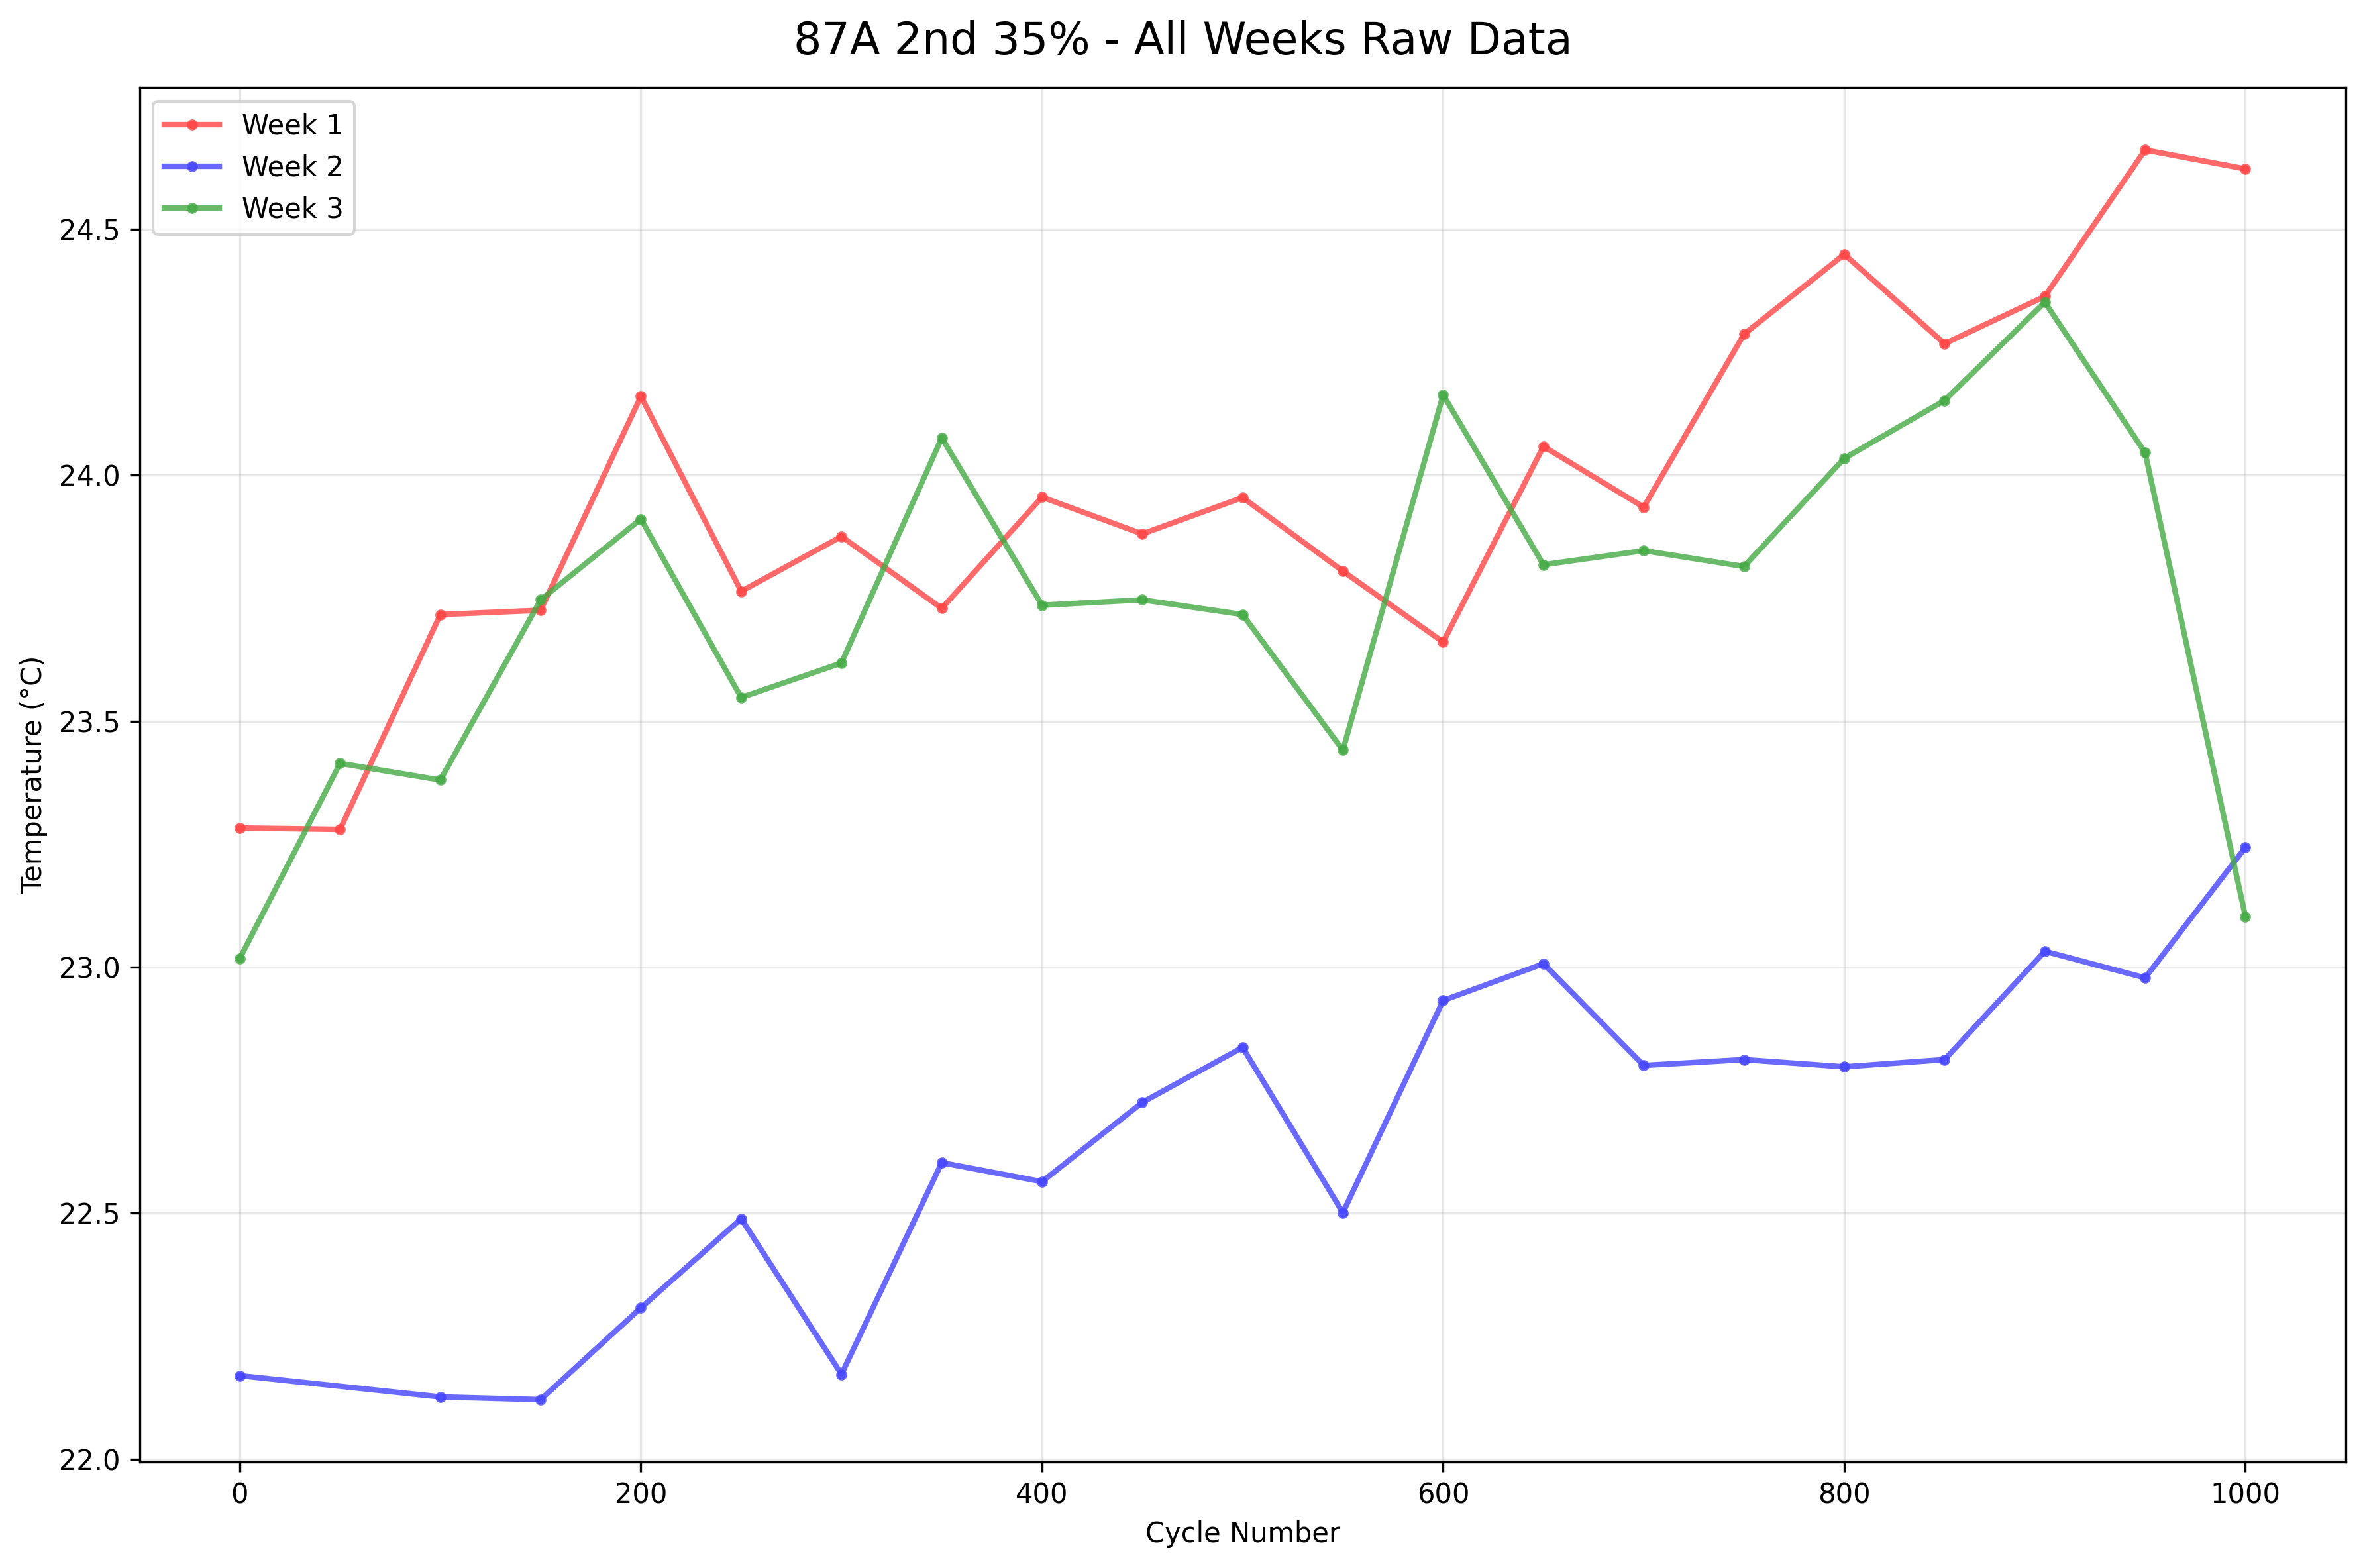 87A 2nd 35% - All Weeks Raw Data
Week 1
Week 2
Week 3
Temperature (°C)
24.5
24.0
23.5
23.0
22.5
22.0
0 200 400 600 800 1000
Cycle Number